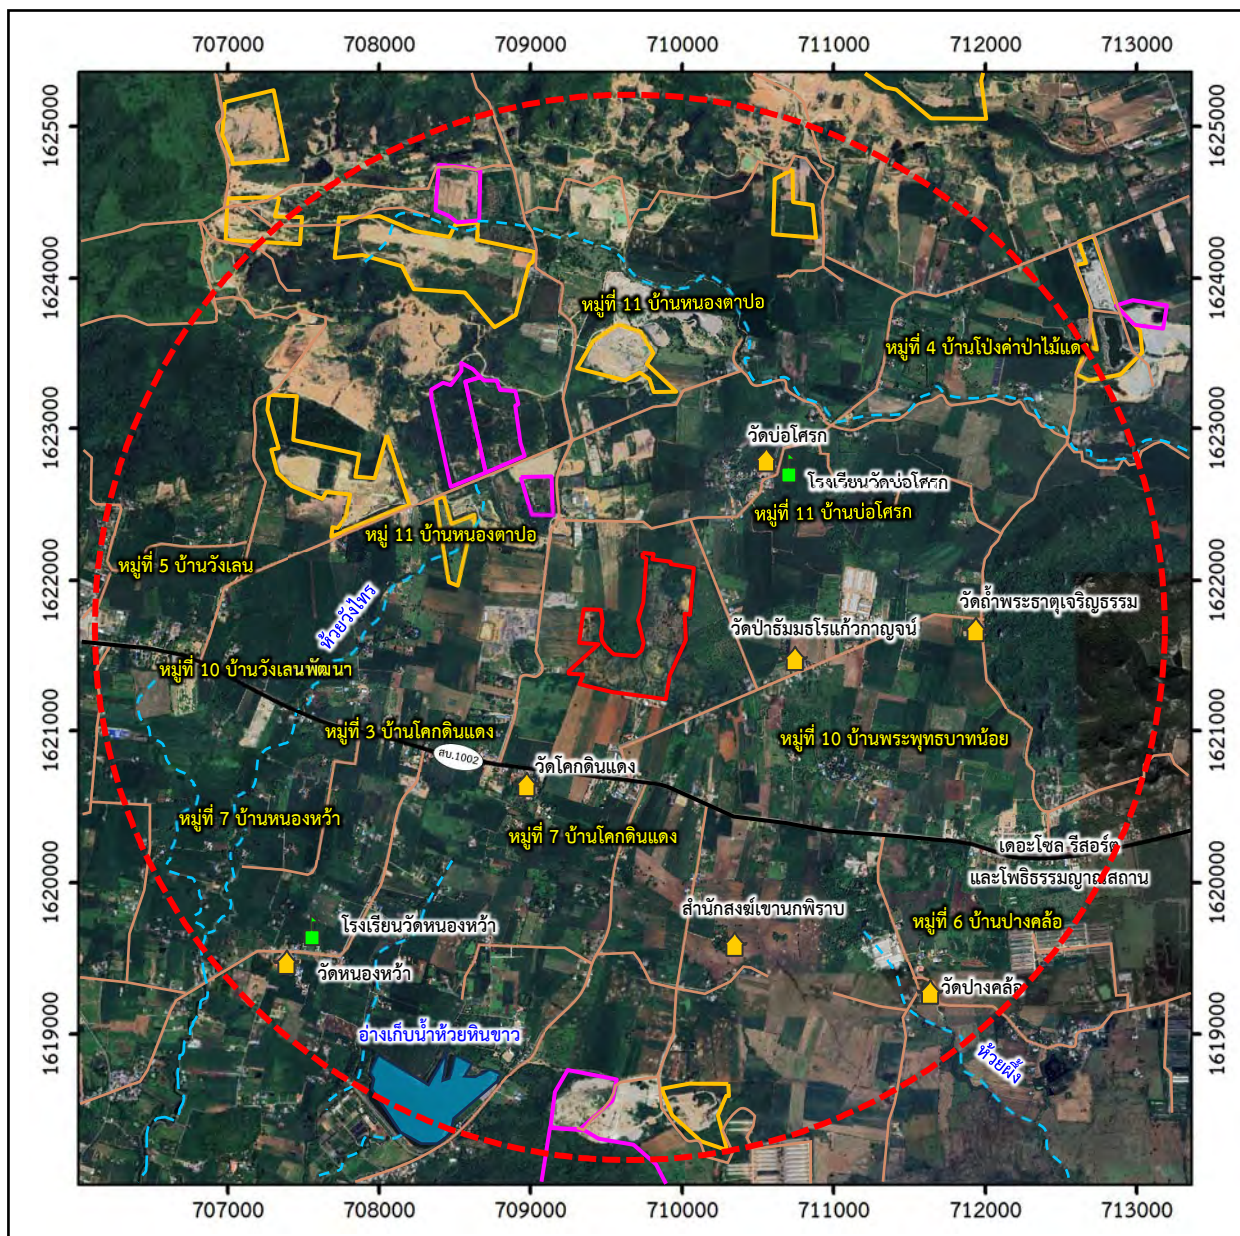 707000 708000 709000 710000 711000 712000 713000
1625000 1625000
1624000 1624000
หมู่ที่ 11 บ้านหนองตาปอ
หมู่ที่ 4 บ้านโป่งค่าป่าไม้แดง
1623000 1623000
วัดบ่อโศรก
โรงเรียนวัดบ่อโศรก
หมู่ที่ 11 บ้านบ่อโศรก
หมู่ 11 บ้านหนองตาปอ
หมู่ที่ 5 บ้านวังเลน
1622000 1622000
วัดถ้ำพระธาตุเจริญธรรม
ห้วยวังไทร
วัดป่าธัมมธโรแก้วกาญจน์
หมู่ที่ 10 บ้านวังเลนพัฒนา
1621000 1621000
หมู่ที่ 3 บ้านโคกดินแดง
หมู่ที่ 10 บ้านพระพุทธบาทน้อย
สบ.1002
วัดโคกดินแดง
หมู่ที่ 7 บ้านหนองหว้า
หมู่ที่ 7 บ้านโคกดินแดง
เดอะโซล รีสอร์ต
และโพธิธรรมญาณสถาน
1620000 1620000
สำนักสงฆ์เขานกพิราบ
หมู่ที่ 6 บ้านปางคล้อ
โรงเรียนวัดหนองหว้า
วัดหนองหว้า
วัดปางคล้อ
1619000 1619000
อ่างเก็บน้ำห้วยหินขาว
ห้วยผึ้ง
707000 708000 709000 710000 711000 712000 713000